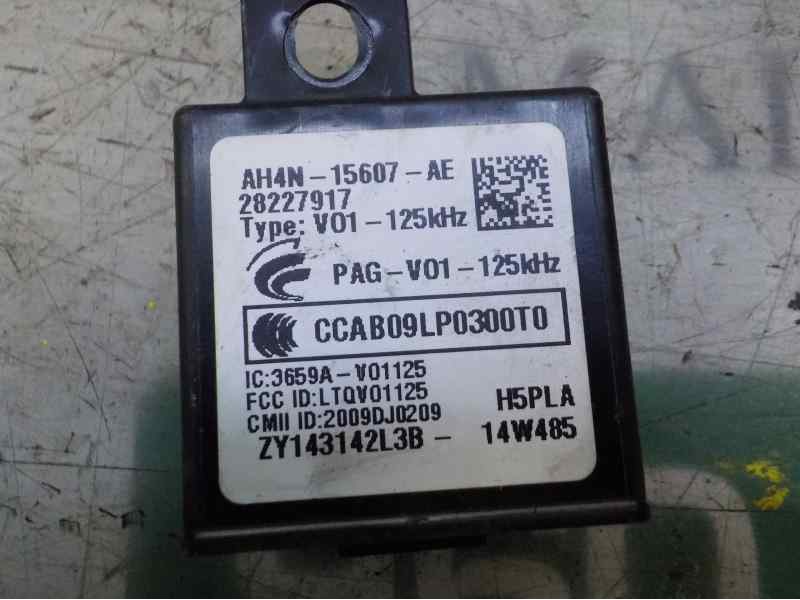 AH4N-15607-AE
28227917
Type: V01-125kHz
PAG-V01-125kHz
CCAB09LP0300T0
IC:3659A-V01125
FCC ID:LTQV01125
CMII ID:2009DJ0209
H5PLA
ZY143142L3B - 14W485